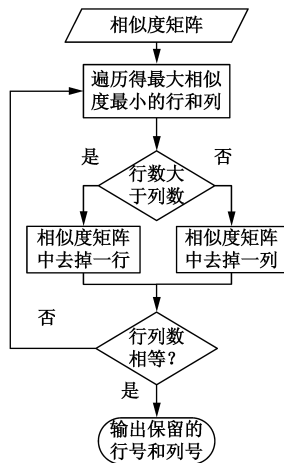 相似度矩阵
遍历得最大相似
度最小的行和列
是
否
行数大
于列数
相似度矩阵
中去掉一行
相似度矩阵
中去掉一列
否
行列数
相等?
是
输出保留的
行号和列号